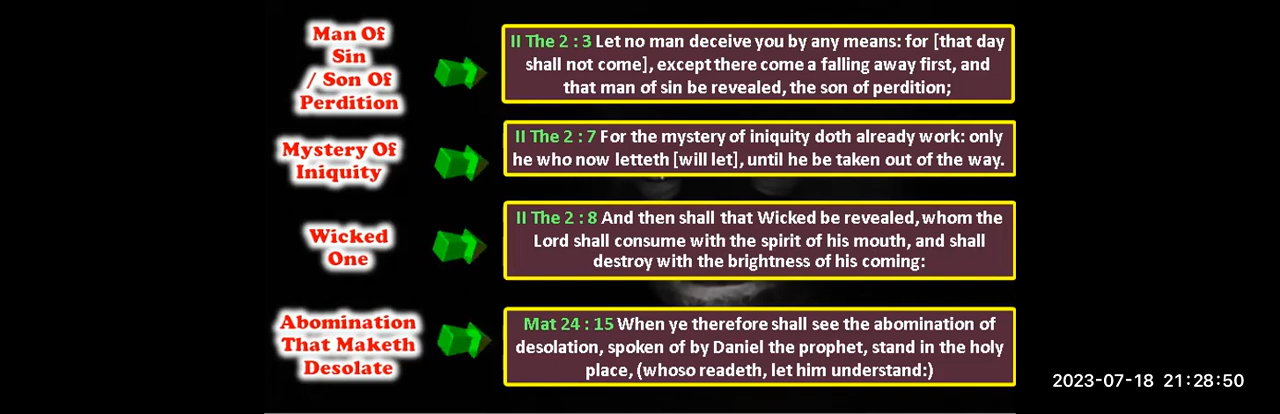 Man Of
Sin
/ Son Of
Perdition
II The 2 : 3 Let no man deceive you by any means: for [that day
shall not come], except there come a falling away first, and
that man of sin be revealed, the son of perdition;
Mystery Of
Iniquity
II The 2 : 7 For the mystery of iniquity doth already work: only
he who now letteth [will let], until he be taken out of the way.
Wicked
One
II The 2 : 8 And then shall that Wicked be revealed, whom the
Lord shall consume with the spirit of his mouth, and shall
destroy with the brightness of his coming:
Abomination
That Maketh
Desolate
Mat 24 : 15 When ye therefore shall see the abomination of
desolation, spoken of by Daniel the prophet, stand in the holy
place, (whoso readeth, let him understand:)
2023-07-18 21:28:50